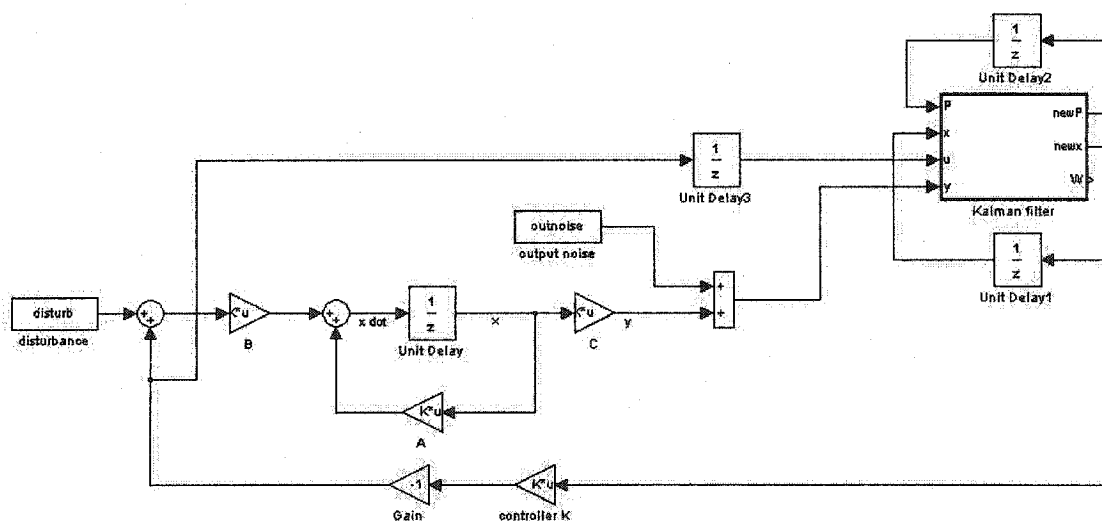 1
z
Unit Delay2
P
x
u
y
newP
newx
W
Kalman filter
1
z
Unit Delay3
outnoise
output noise
1
z
Unit Delay1
disturb
disturbance
+
+
K*u
B
+
+
x dot
1
z
Unit Delay
x
K*u
C
y
+
+
K*u
A
-1
Gain
K*u
controller K